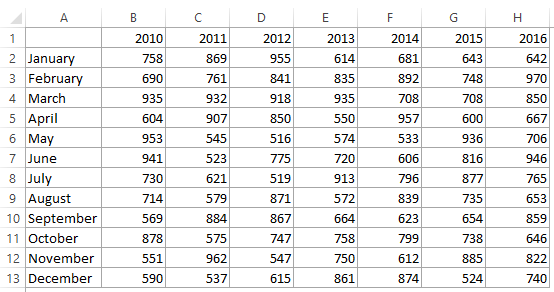 A B C D E F G H
1 2010 2011 2012 2013 2014 2015 2016
2 January 758 869 955 614 681 643 642
3 February 690 761 841 835 892 748 970
4 March 935 932 918 935 708 708 850
5 April 604 907 850 550 957 600 667
6 May 953 545 516 574 533 936 706
7 June 941 523 775 720 606 816 946
8 July 730 621 519 913 796 877 765
9 August 714 579 871 572 839 735 653
10 September 569 884 867 664 623 654 859
11 October 878 575 747 758 799 738 646
12 November 551 962 547 750 612 885 822
13 December 590 537 615 861 874 524 740